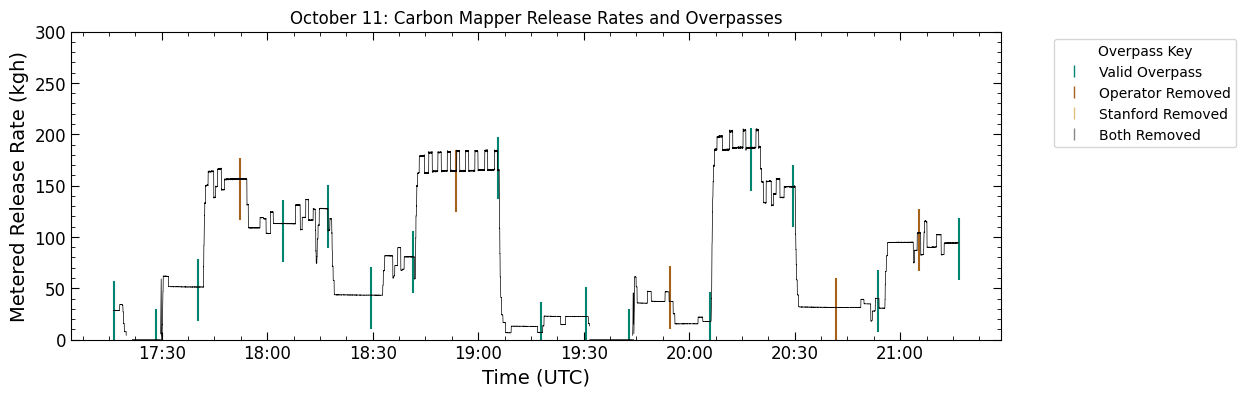 October 11: Carbon Mapper Release Rates and Overpasses
Metered Release Rate (kgh)
300
250
200
150
100
50
0
17:30 18:00 18:30 19:00 19:30 20:00 20:30 21:00
Time (UTC)
Overpass Key
Valid Overpass
Operator Removed
Stanford Removed
Both Removed